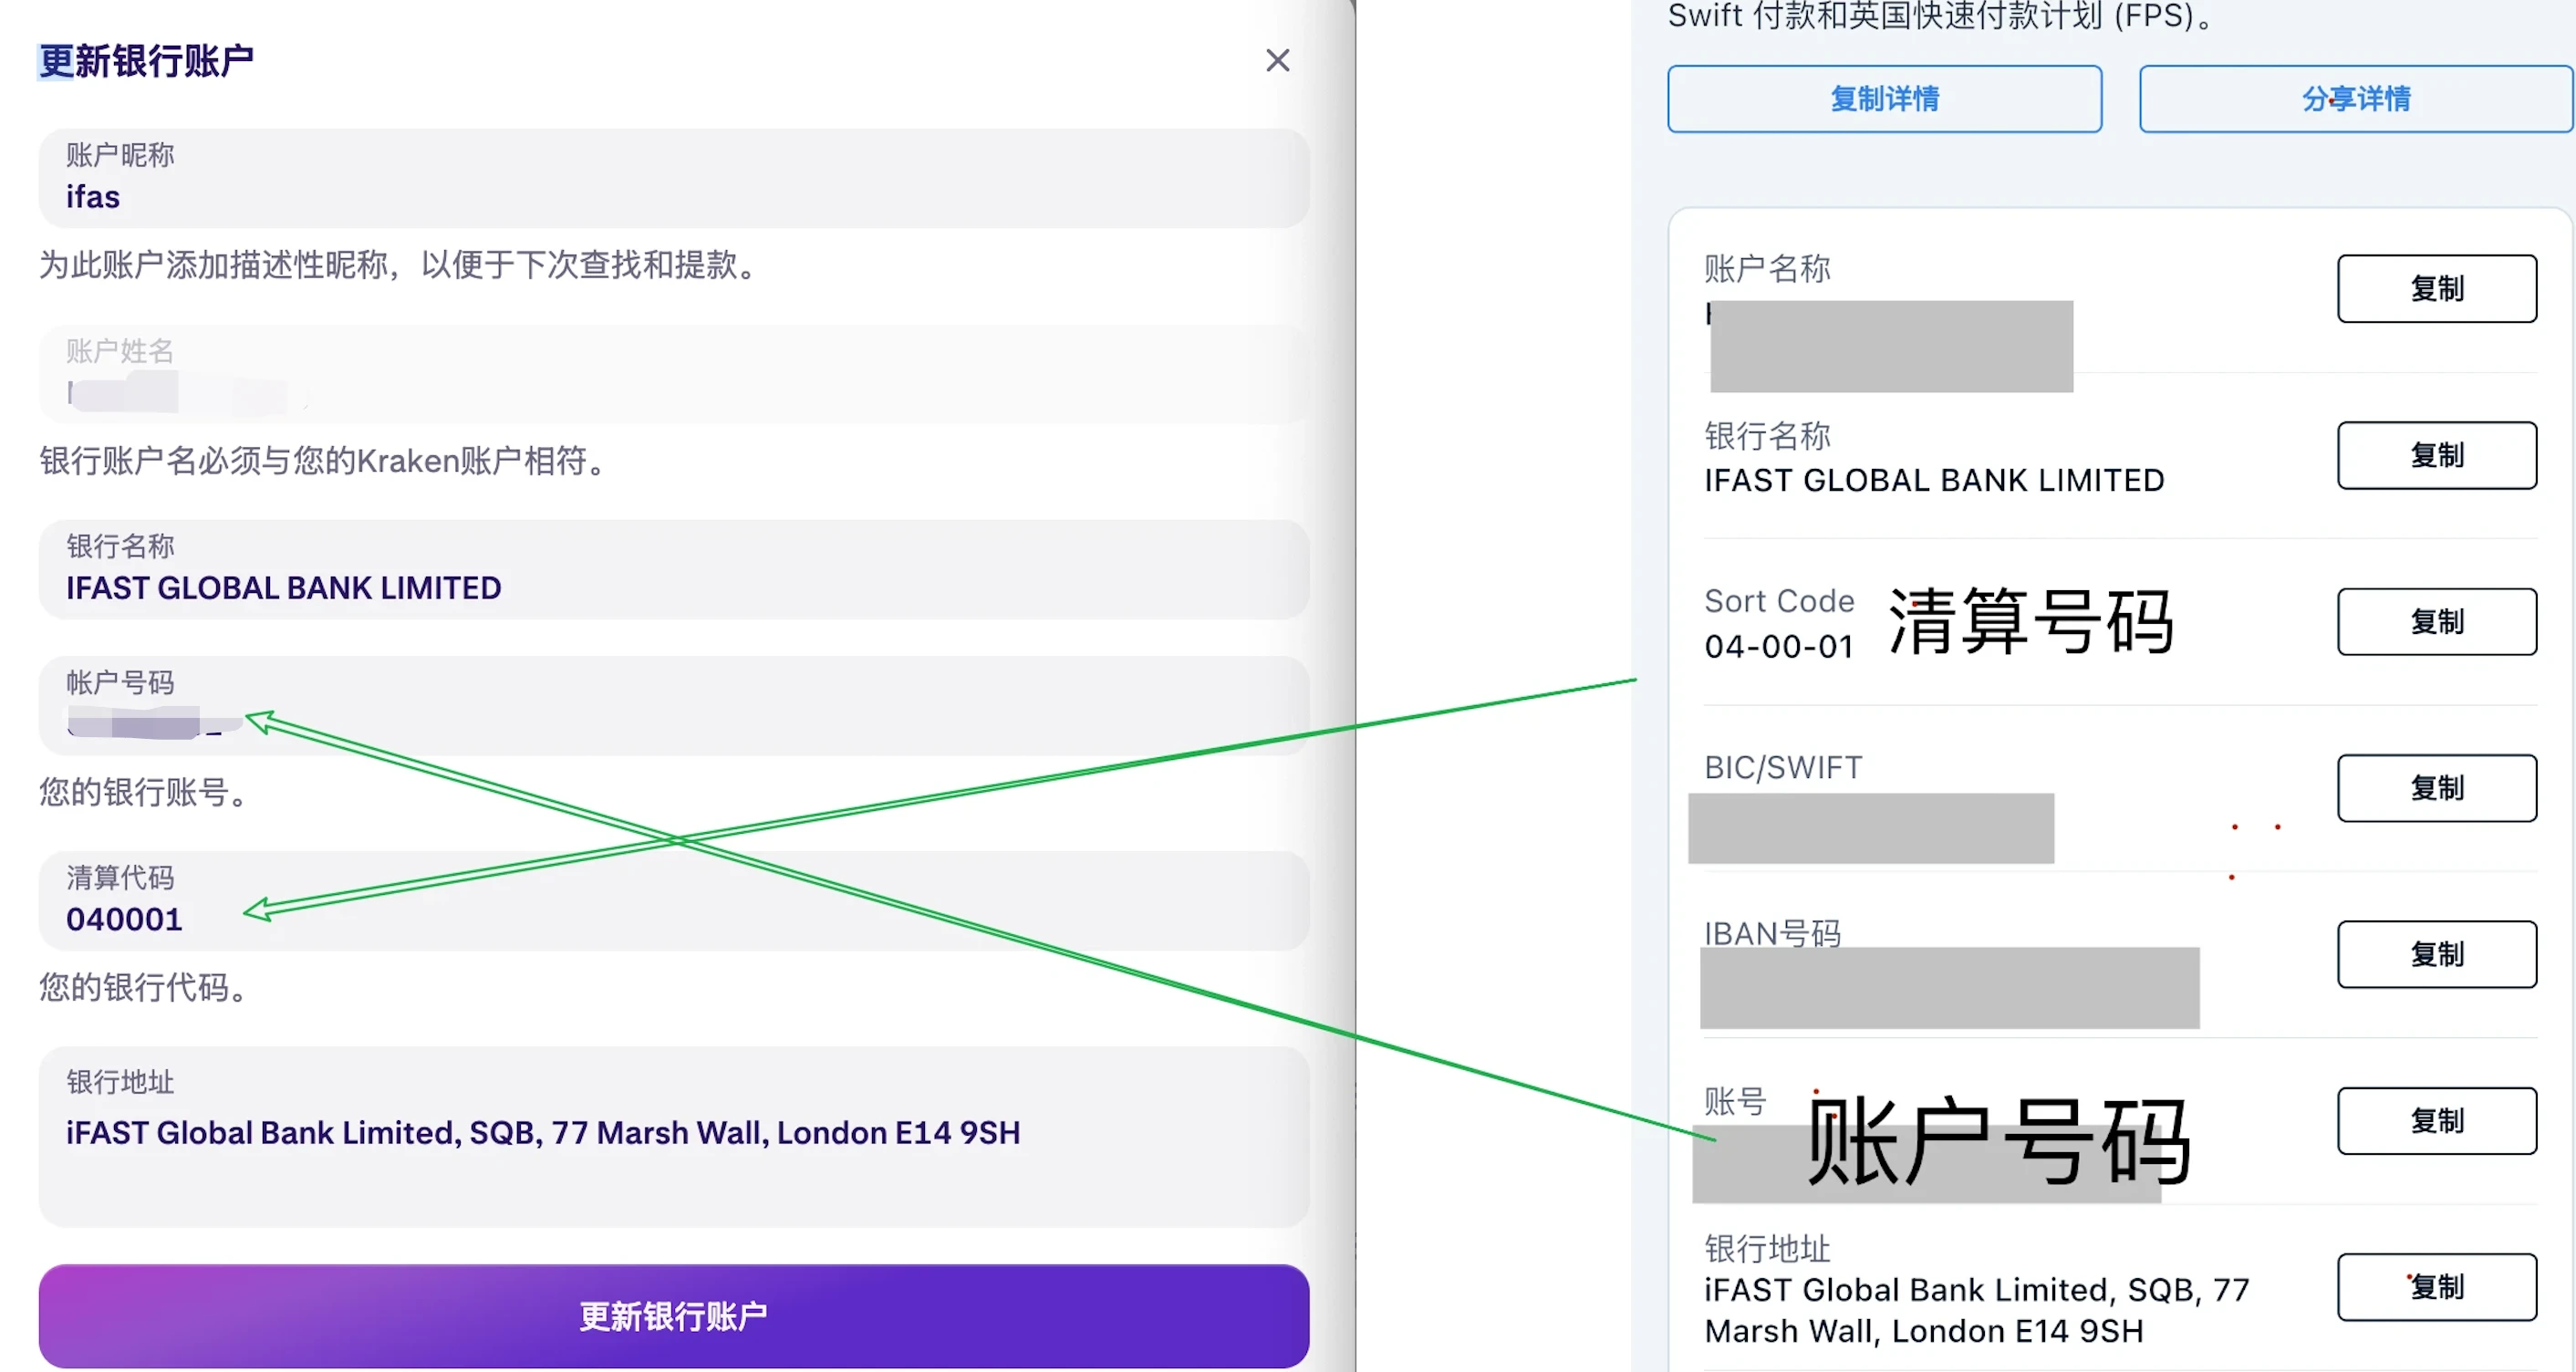 更新银行账户
账户昵称
ifas
为此账户添加描述性昵称，以便于下次查找和提款。
账户姓名
银行账户名必须与您的Kraken账户相符。
银行名称
IFAST GLOBAL BANK LIMITED
帐户号码
您的银行账号。
清算代码
040001
您的银行代码。
银行地址
iFAST Global Bank Limited, SQB, 77 Marsh Wall, London E14 9SH
更新银行账户
Swift 付款和英国快速付款计划 (FPS)。
复制详情
分享详情
账户名称
复制
银行名称
IFAST GLOBAL BANK LIMITED
复制
Sort Code
04-00-01
清算号码
复制
BIC/SWIFT
复制
IBAN号码
复制
账号
账户号码
复制
银行地址
iFAST Global Bank Limited, SQB, 77
Marsh Wall, London E14 9SH
复制